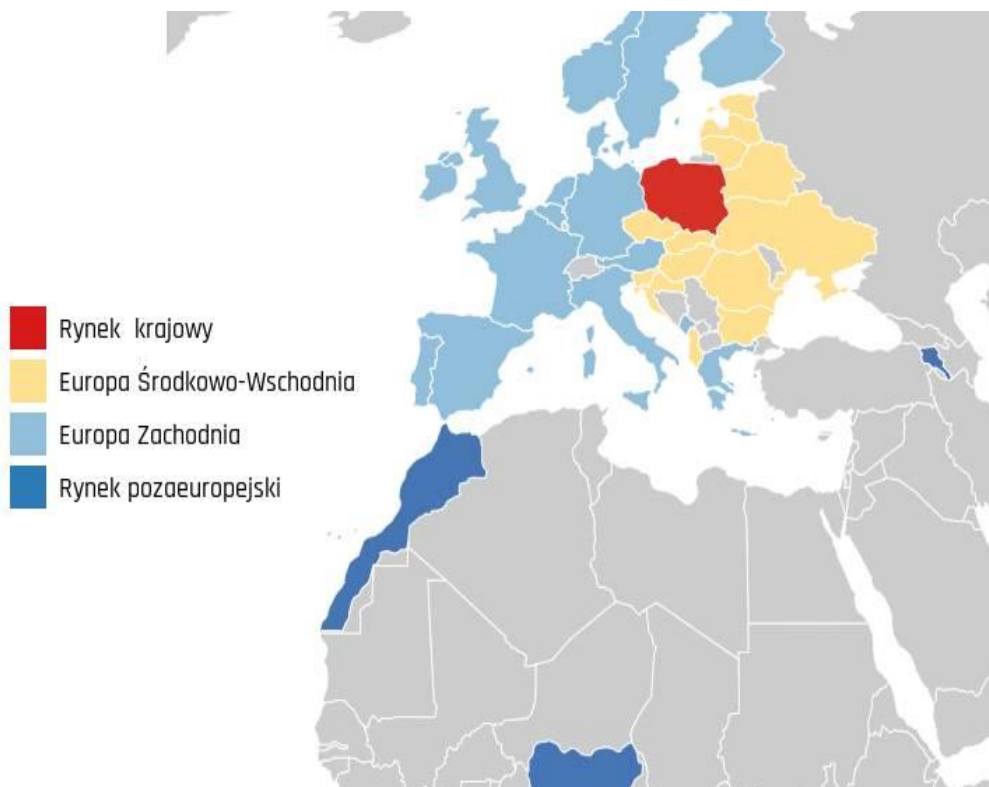 Rynek krajowy
Europa Środkowo-Wschodnia
Europa Zachodnia
Rynek pozaeuropejski